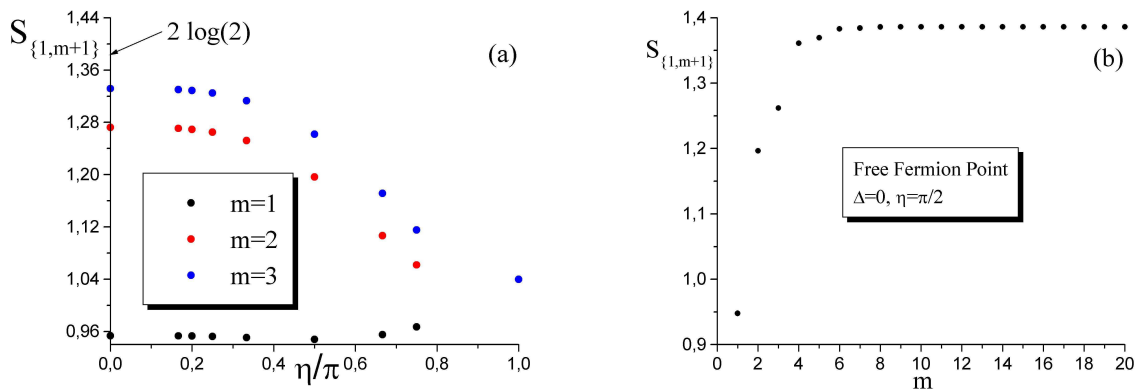 1,44
1,36
1,28
1,20
1,12
1,04
0,96
S{1,m+1}
2 log(2)
(a)
m=1
m=2
m=3
0,0
0,2
0,4
0,6
0,8
1,0
η/π
1,4
1,3
1,2
1,1
1,0
0,9
S{1,m+1}
(b)
Free Fermion Point
Δ=0, η=π/2
0
2
4
6
8
10
12
14
16
18
20
m